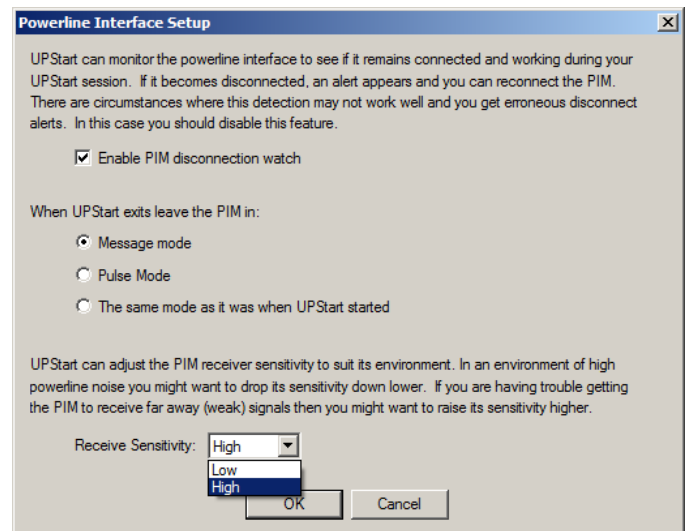 Powerline Interface Setup
UPStart can monitor the powerline interface to see if it remains connected and working during your
UPStart session. If it becomes disconnected, an alert appears and you can reconnect the PIM.
There are circumstances where this detection may not work well and you get erroneous disconnect
alerts. In this case you should disable this feature.
Enable PIM disconnection watch
When UPStart exits leave the PIM in:
Message mode
Pulse Mode
The same mode as it was when UPStart started
UPStart can adjust the PIM receiver sensitivity to suit its environment. In an environment of high
powerline noise you might want to drop its sensitivity down lower. If you are having trouble getting
the PIM to receive far away (weak) signals then you might want to raise its sensitivity higher.
Receive Sensitivity: High
Low
High
OK Cancel